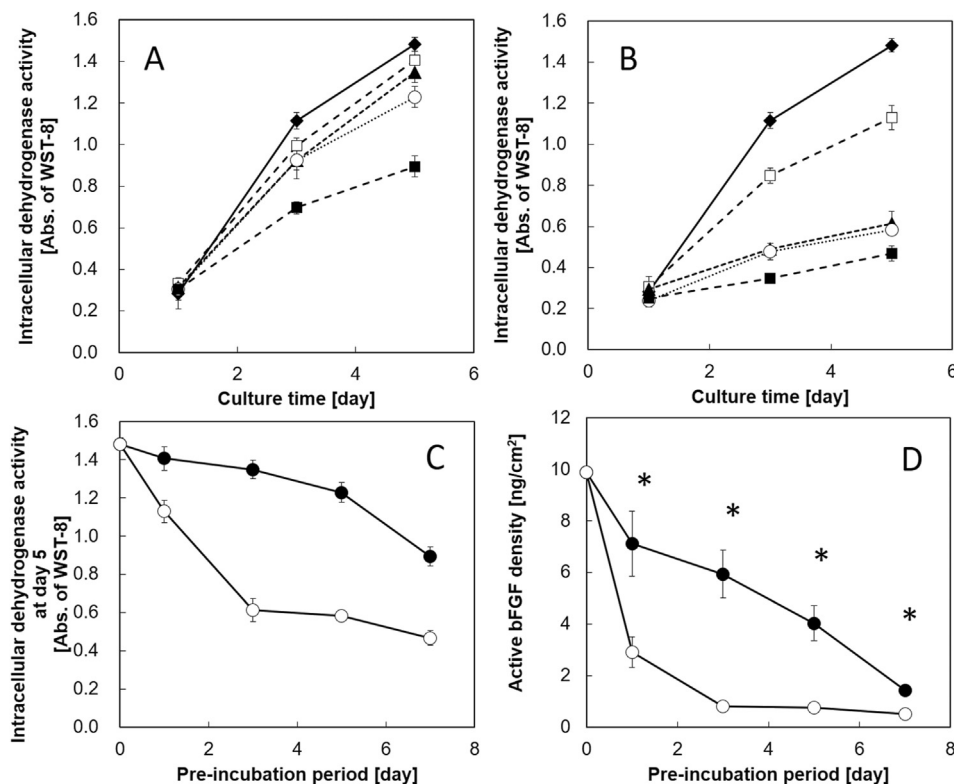 A
Intracellular dehydrogenase activity
[Abs. of WST-8]
1.6
1.4
1.2
1.0
0.8
0.6
0.4
0.2
0.0
0 2 4 6
Culture time [day]
B
Intracellular dehydrogenase activity
[Abs. of WST-8]
1.6
1.4
1.2
1.0
0.8
0.6
0.4
0.2
0.0
0 2 4 6
Culture time [day]
C
Intracellular dehydrogenase activity
at day 5
[Abs. of WST-8]
1.6
1.4
1.2
1.0
0.8
0.6
0.4
0.2
0.0
0 2 4 6 8
Pre-incubation period [day]
D
Active bFGF density [ng/cm²]
12
10
8
6
4
2
0
* * * *
0 2 4 6 8
Pre-incubation period [day]